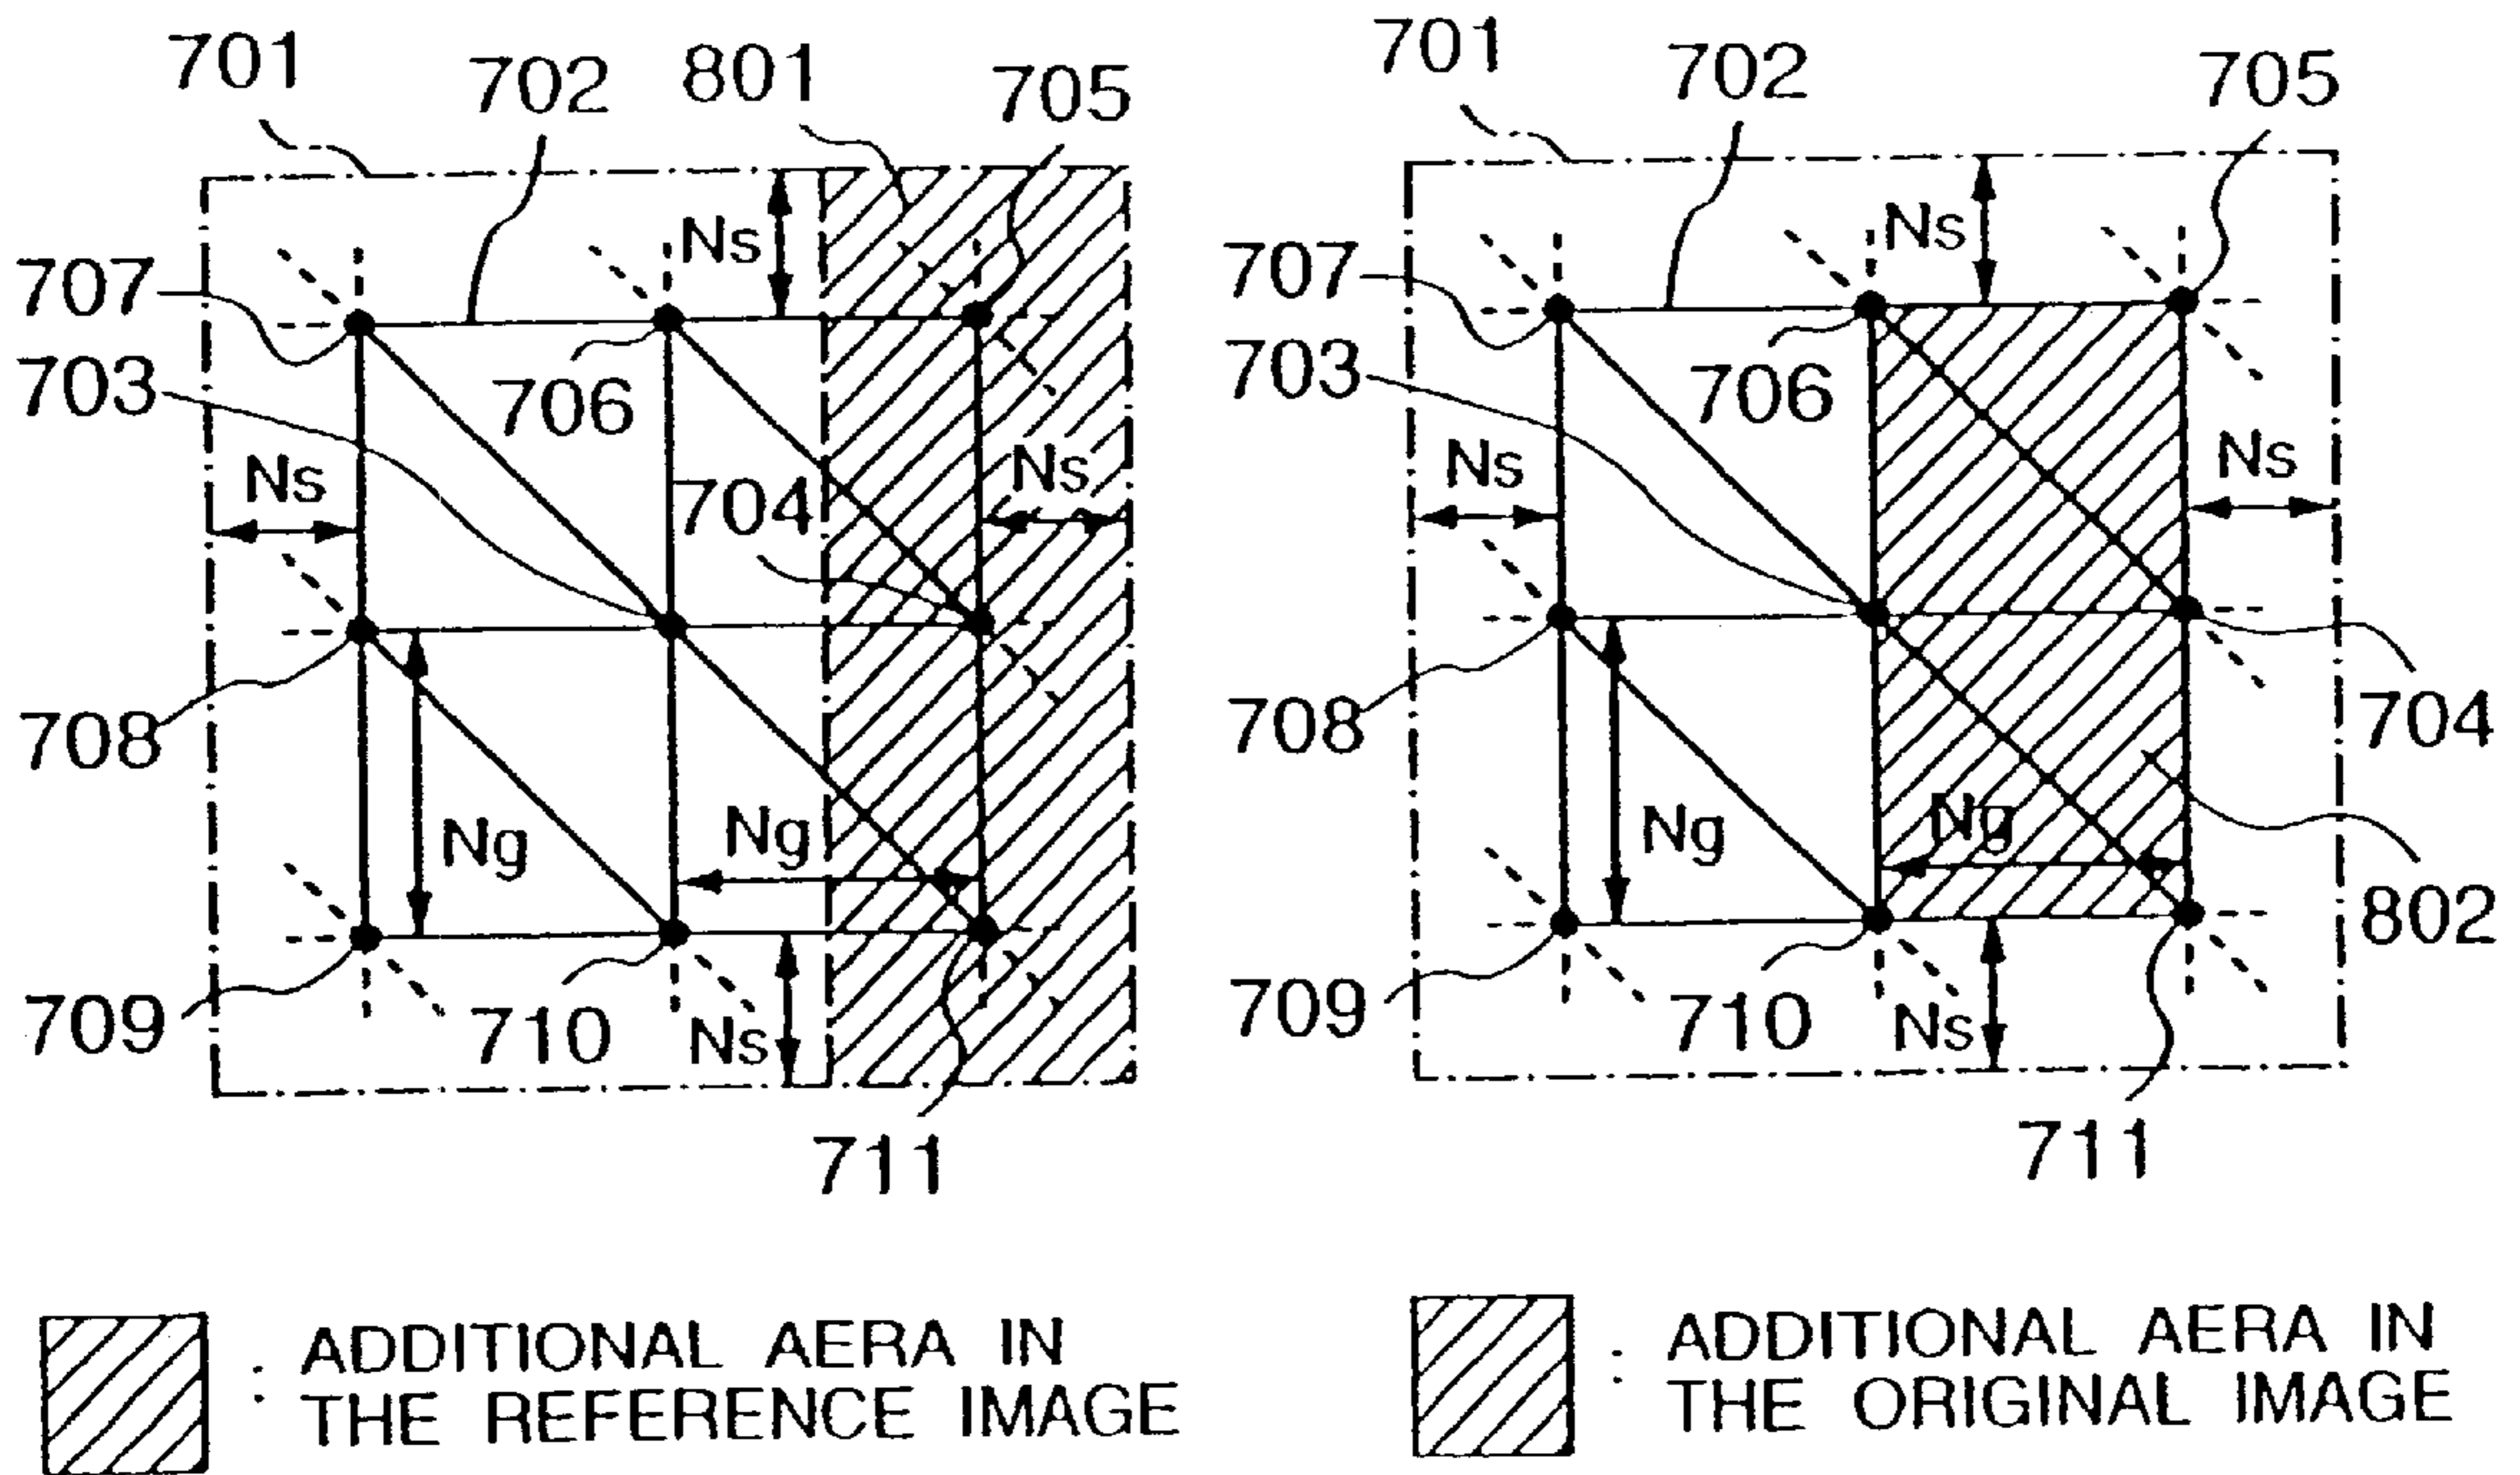 701
702
801
705
Ns
707
703
706
Ns
704
Ns
708
Ng
Ng
709
710
Ns
711
701
702
705
Ns
707
703
706
Ns
Ns
708
704
Ng
Ng
802
709
710
Ns
711
: ADDITIONAL AERA IN
THE REFERENCE IMAGE
: ADDITIONAL AERA IN
THE ORIGINAL IMAGE